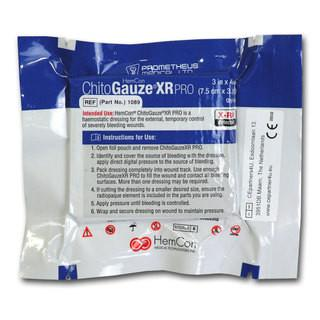 PROMETHEUS
MEDICAL LTD.
HemCon
ChitoGauze® XR PRO
3 in x
(7.5 cm x 3.
REF (Part No.) 1089
Intended Use: HemCon® ChitoGauze® XR PRO is a
haemostatic dressing for the external, temporary control
of severely bleeding wounds.
X-R
Instructions for Use:
1. Open foil pouch and remove ChitoGauze XR PRO.
2. Identify and cover the source of bleeding with the dressing,
apply direct digital pressure to the source of bleeding.
3. Pack dressing completely into wound track. Use enough
ChitoGauze XR PRO to fill the wound and contact all bleeding
surfaces. More than one dressing may be required.
4. If cutting the dressing to a smaller desired size, ensure the
radiopaque element is included in the parts you are using.
5. Apply pressure until bleeding is controlled.
6. Wrap and secure dressing on wound to maintain pressure.
HemCon
MEDICAL TECHNOLOGIES INC
CEpartner4U, Esdoornlaan 13,
3951DB Maarn, The Netherlands
www.cepartner4u.eu